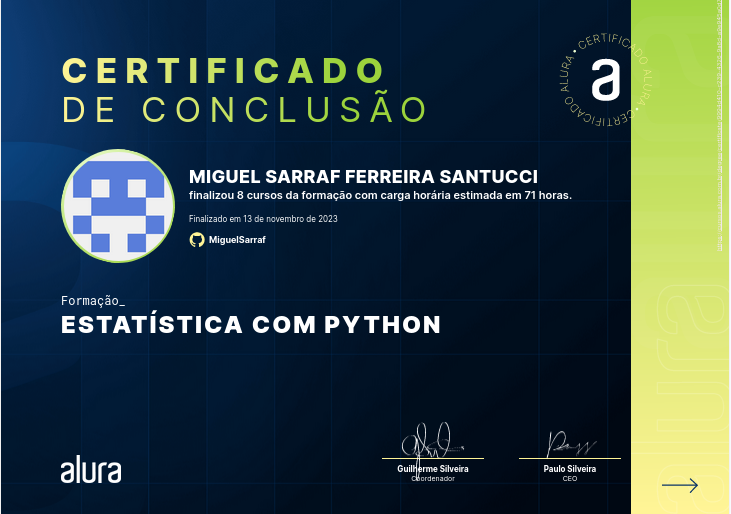 CERTIFICADO
DE CONCLUSÃO
CERTIFICADO ALURA • CERTIFICADO ALURA •
a
MIGUEL SARRAF FERREIRA SANTUCCI
finalizou 8 cursos da formação com carga horária estimada em 71 horas.
Finalizado em 13 de novembro de 2023
MiguelSarraf
Formação_
ESTATÍSTICA COM PYTHON
alura
Guilherme Silveira
Coordenador
Paulo Silveira
CEO
alura